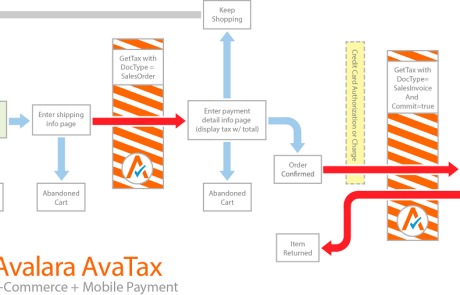 Keep
Shopping
GetTax with
DocType =
SalesOrder
Credit Card Authorization or Charge
GetTax with
DocType=
SalesInvoice
And
Commit=true
Enter shipping
info page
Enter payment
detail info page
(display tax w/ total)
Order
Confirmed
Abandoned
Cart
Abandoned
Cart
Item
Returned
Avalara AvaTax
-Commerce + Mobile Payment